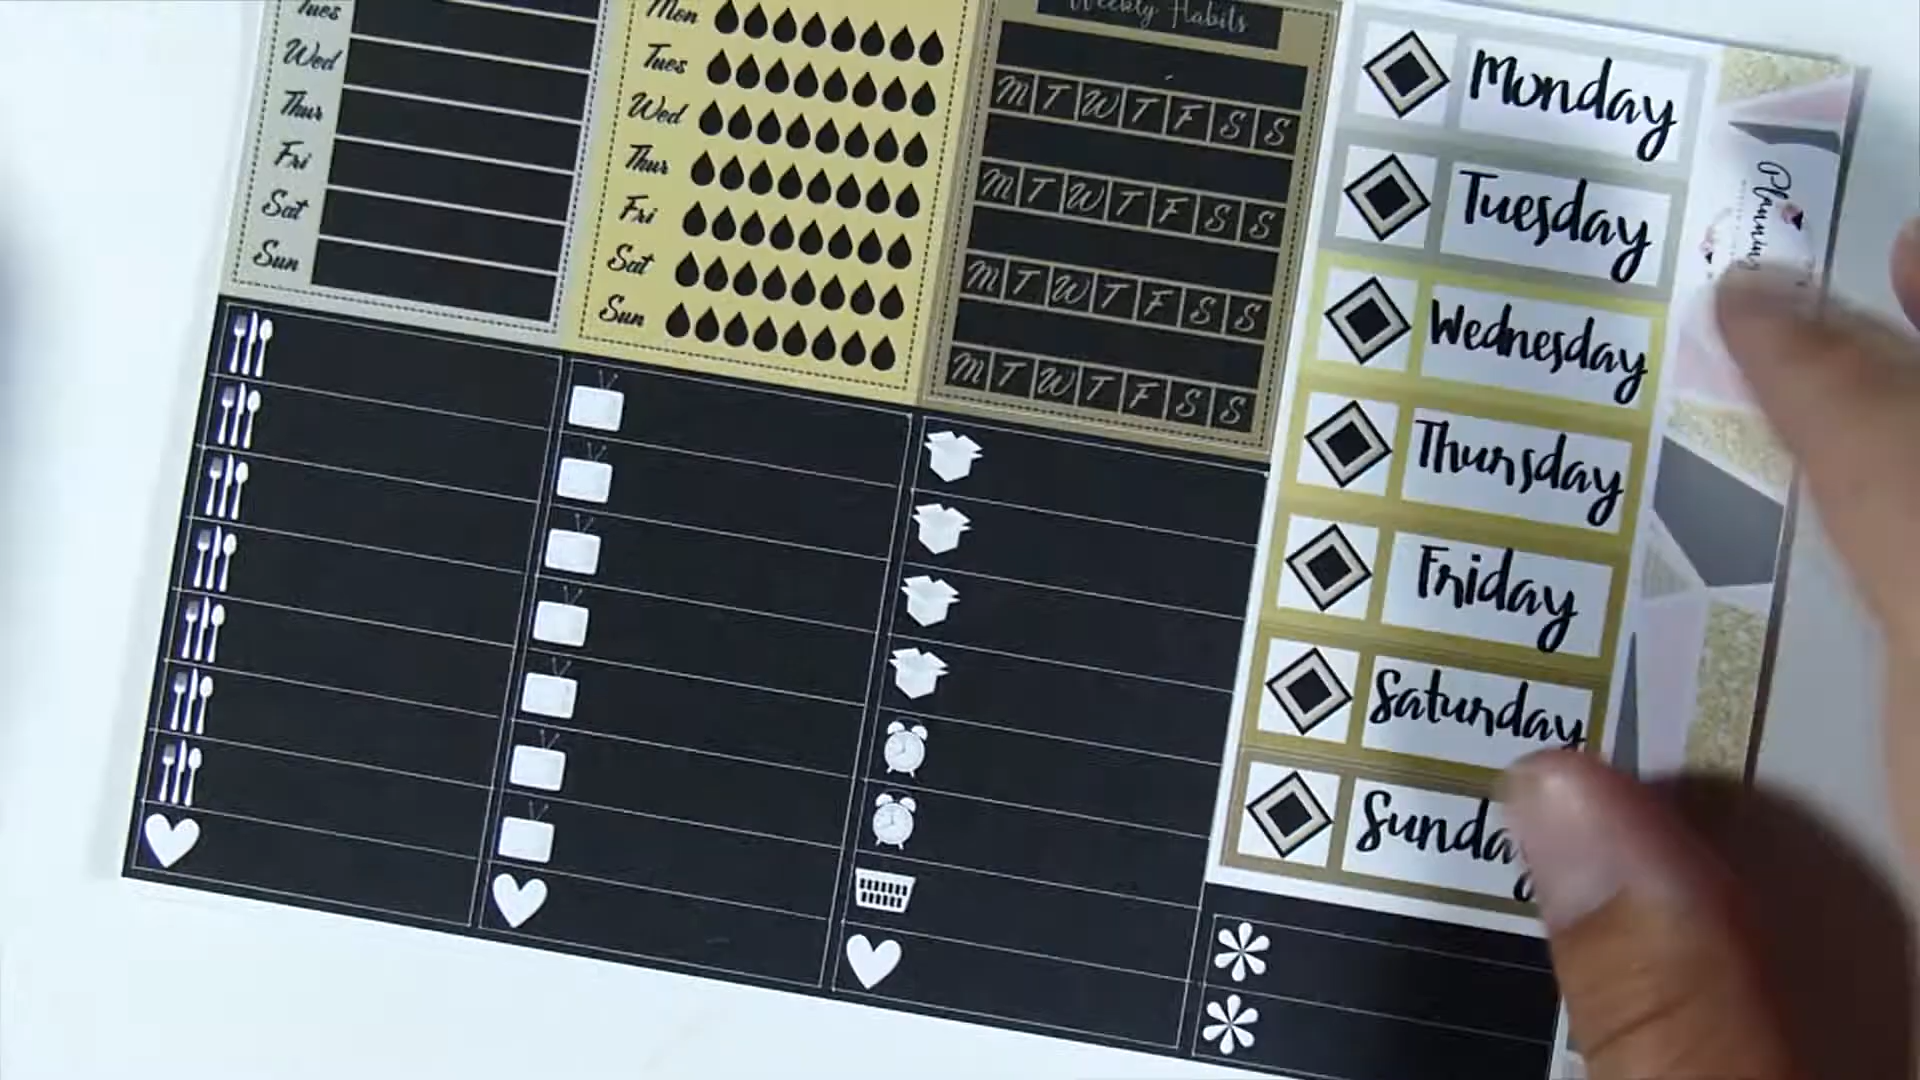 Tues
Wed
Thur
Fri
Sat
Sun
Mon
Tues
Wed
Thur
Fri
Sat
Sun
Weekly Habits
M T W T F S S
M T W T F S S
M T W T F S S
M T W T F S S
Monday
Tuesday
Wednesday
Thursday
Friday
Saturday
Sunday
Planning